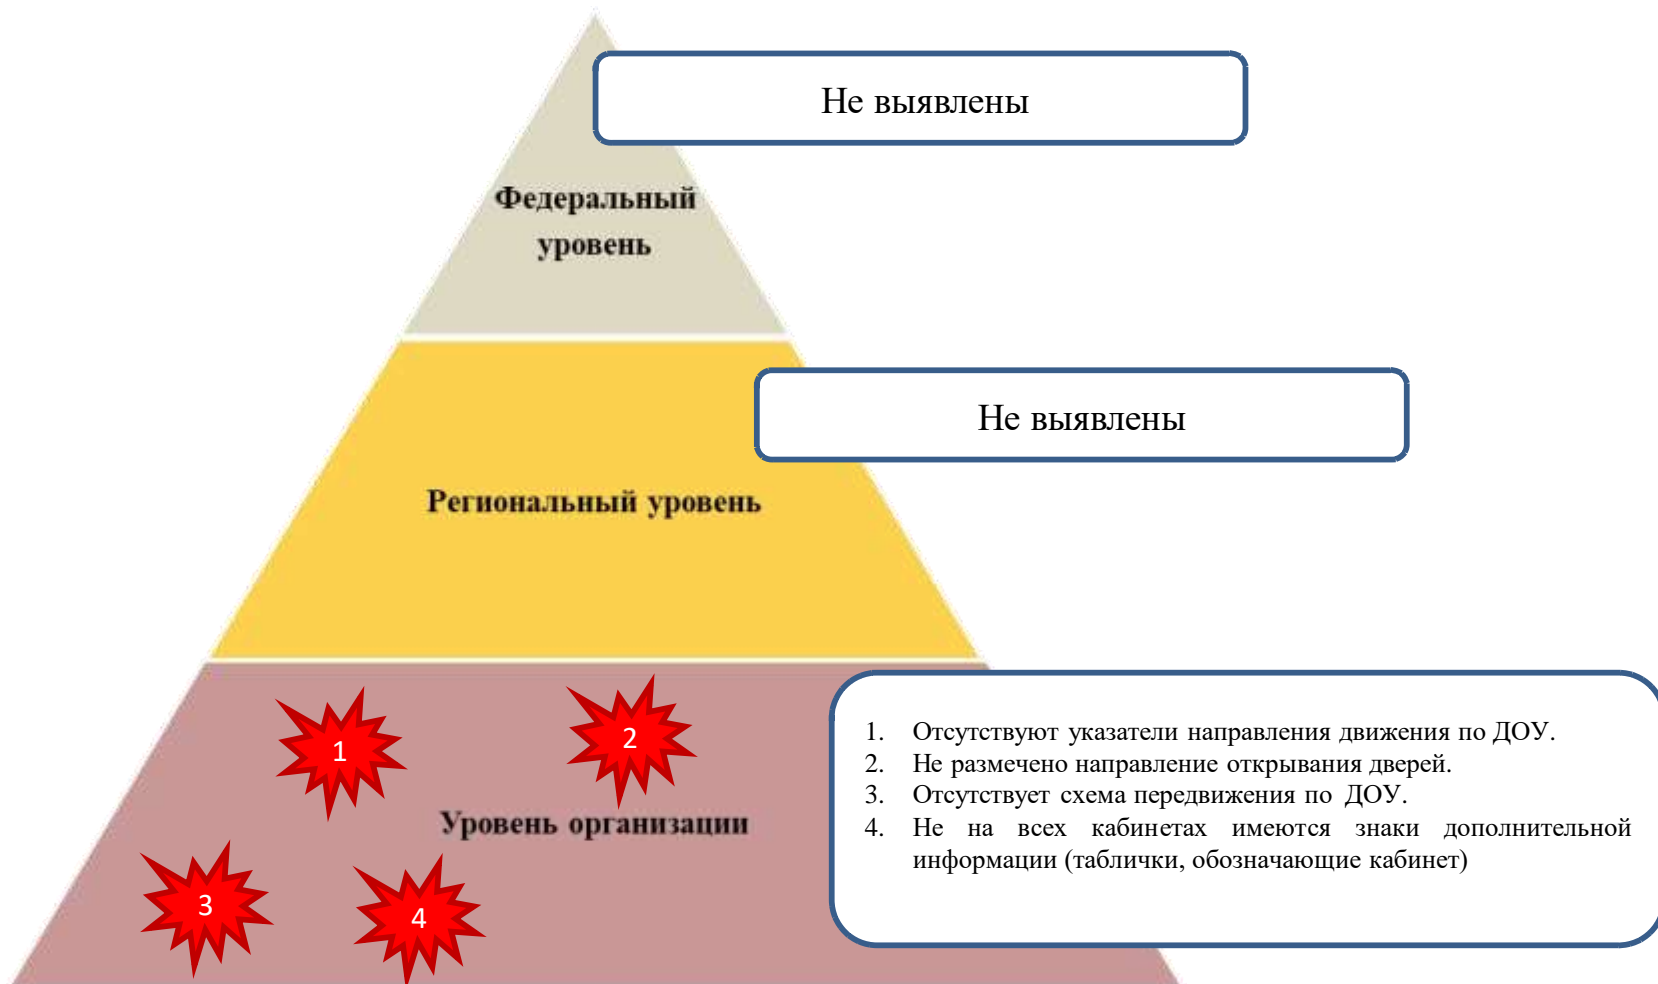 Не выявлены
Федеральный
уровень
Не выявлены
Региональный уровень
1
2
1. Отсутствуют указатели направления движения по ДОУ.
2. Не размечено направление открывания дверей.
3. Отсутствует схема передвижения по ДОУ.
4. Не на всех кабинетах имеются знаки дополнительной
информации (таблички, обозначающие кабинет)
Уровень организации
3
4